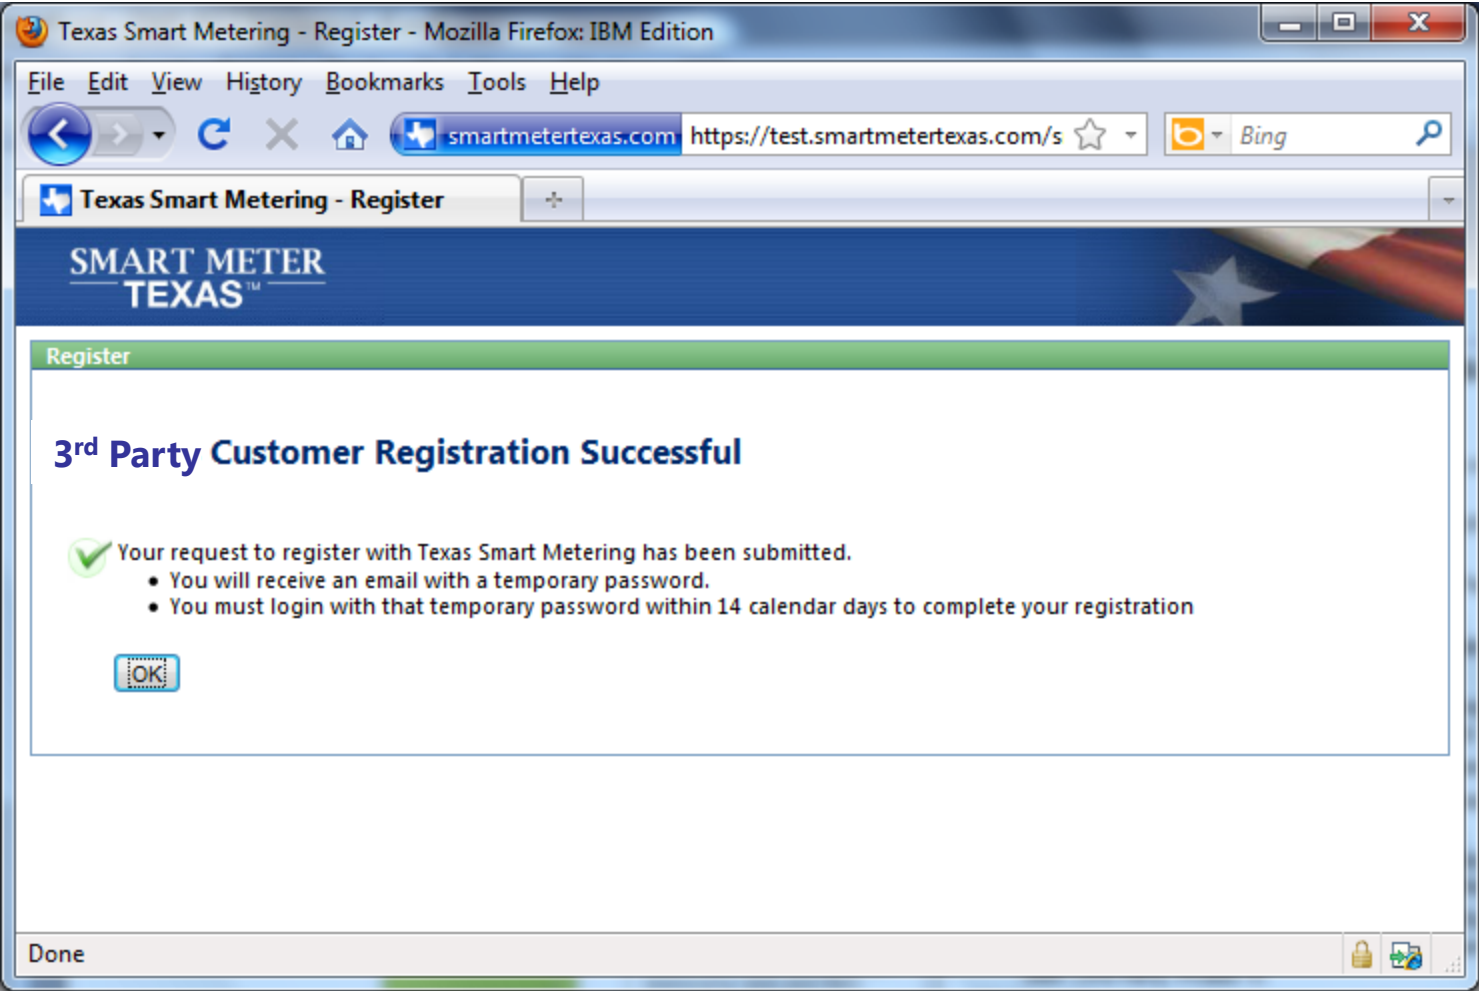 Texas Smart Metering - Register - Mozilla Firefox: IBM Edition
File Edit View History Bookmarks Tools Help
smartmetertexas.com https://test.smartmetertexas.com/s Bing
Texas Smart Metering - Register
SMART METER
TEXAS™
Register
3rd Party Customer Registration Successful
Your request to register with Texas Smart Metering has been submitted.
• You will receive an email with a temporary password.
• You must login with that temporary password within 14 calendar days to complete your registration
OK
Done